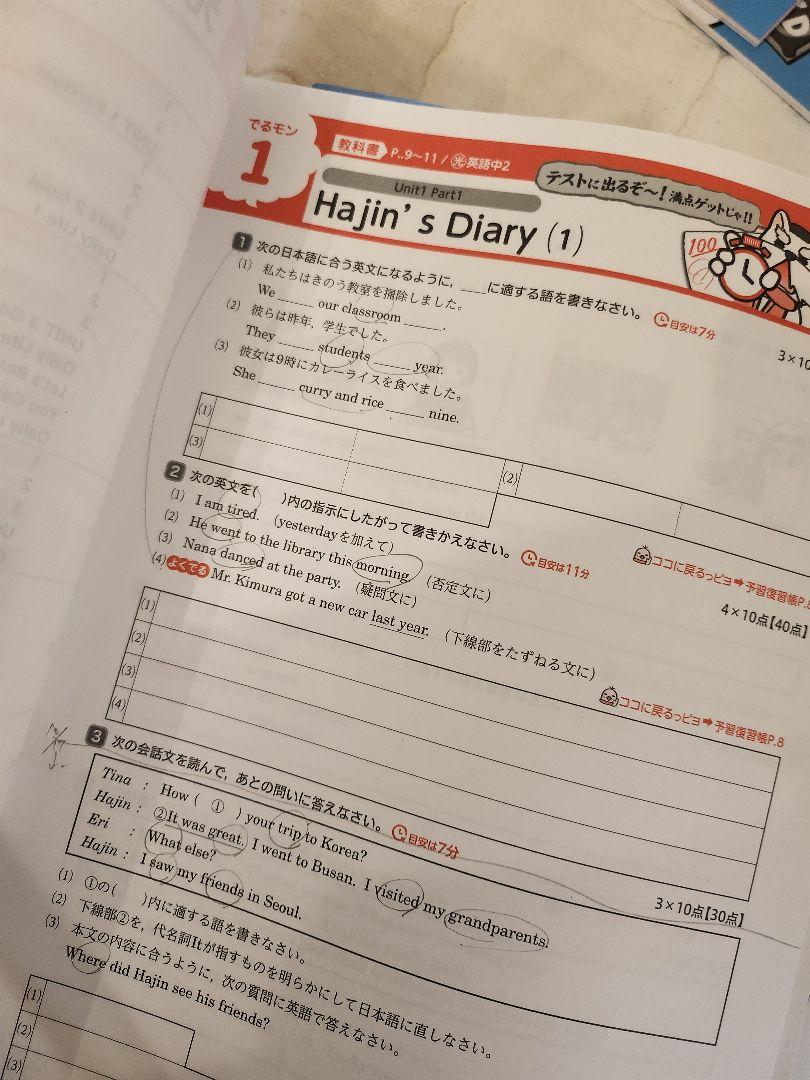 でるモン
1
教科書 P..9～11 / 光 英語中2
Unit1 Part1
Hajin's Diary (1)
テストに出るぞ～! 満点ゲットじゃ!!
100
1 次の日本語に合う英文になるように，___に適する語を書きなさい。 目安は7分
3×10
(1) 私たちはきのう教室を掃除しました。
We ______ our classroom ______.
(2) 彼らは昨年，学生でした。
They ______ students ______ year.
(3) 彼女は9時にカレーライスを食べました。
She ______ curry and rice ______ nine.
(1)
(2)
(3)
ココに戻るっピヨ➡予習復習帳P.8
2 次の英文を( )内の指示にしたがって書きかえなさい。 目安は11分
4×10点【40点】
(1) I am tired. (yesterdayを加えて)
(2) He went to the library this morning. (否定文に)
(3) Nana danced at the party. (疑問文に)
(4) よくでる Mr. Kimura got a new car last year. (下線部をたずねる文に)
(1)
(2)
(3)
(4)
ココに戻るっピヨ➡予習復習帳P.8
3 次の会話文を読んで，あとの問いに答えなさい。 目安は7分
3×10点【30点】
Tina : How ( ① ) your trip to Korea?
Hajin : ②It was great. I went to Busan. I visited my grandparents.
Eri : What else?
Hajin : I saw my friends in Seoul.
(1) ①の( )内に適する語を書きなさい。
(2) 下線部②を，代名詞Itが指すものを明らかにして日本語に直しなさい。
(3) 本文の内容に合うように，次の質問に英語で答えなさい。
Where did Hajin see his friends?
(1)
(2)
(3)